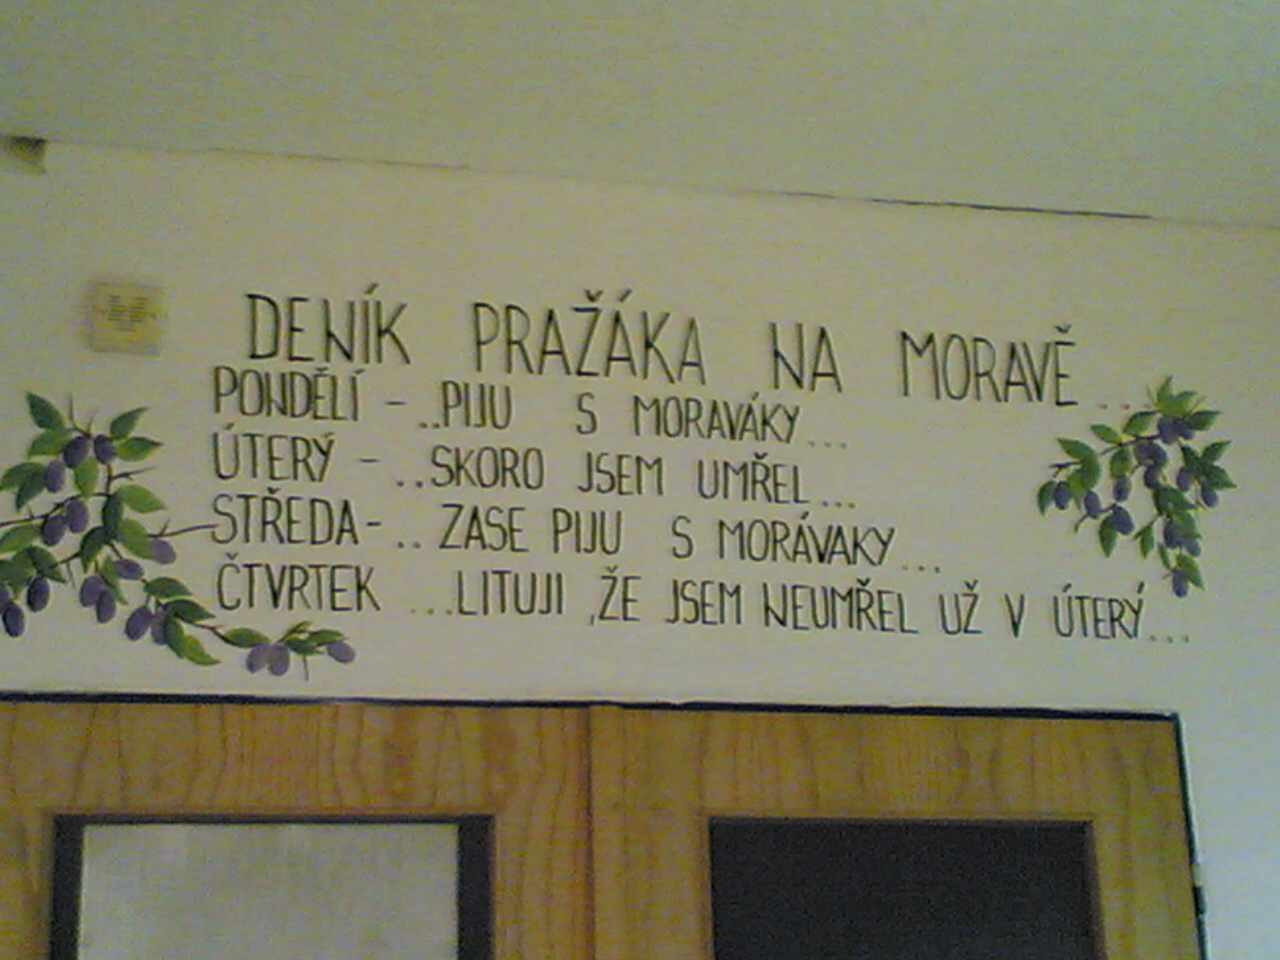 DENÍK PRAŽÁKA NA MORAVĚ...
PONDĚLÍ - ..PIJU S MORAVÁKY...
ÚTERÝ - ..SKORO JSEM UMŘEL...
STŘEDA- .. ZASE PIJU S MORÁVAKY...
ČTVRTEK ...LITUJI ,ŽE JSEM NEUMŘEL UŽ V ÚTERÝ...